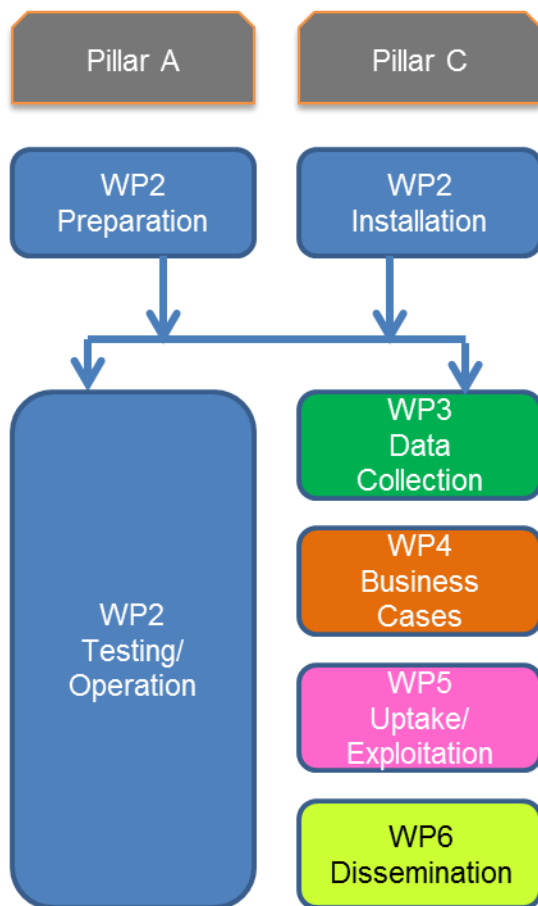 Pillar A
Pillar C
WP2
Preparation
WP2
Installation
WP2
Testing/
Operation
WP3
Data
Collection
WP4
Business
Cases
WP5
Uptake/
Exploitation
WP6
Dissemination